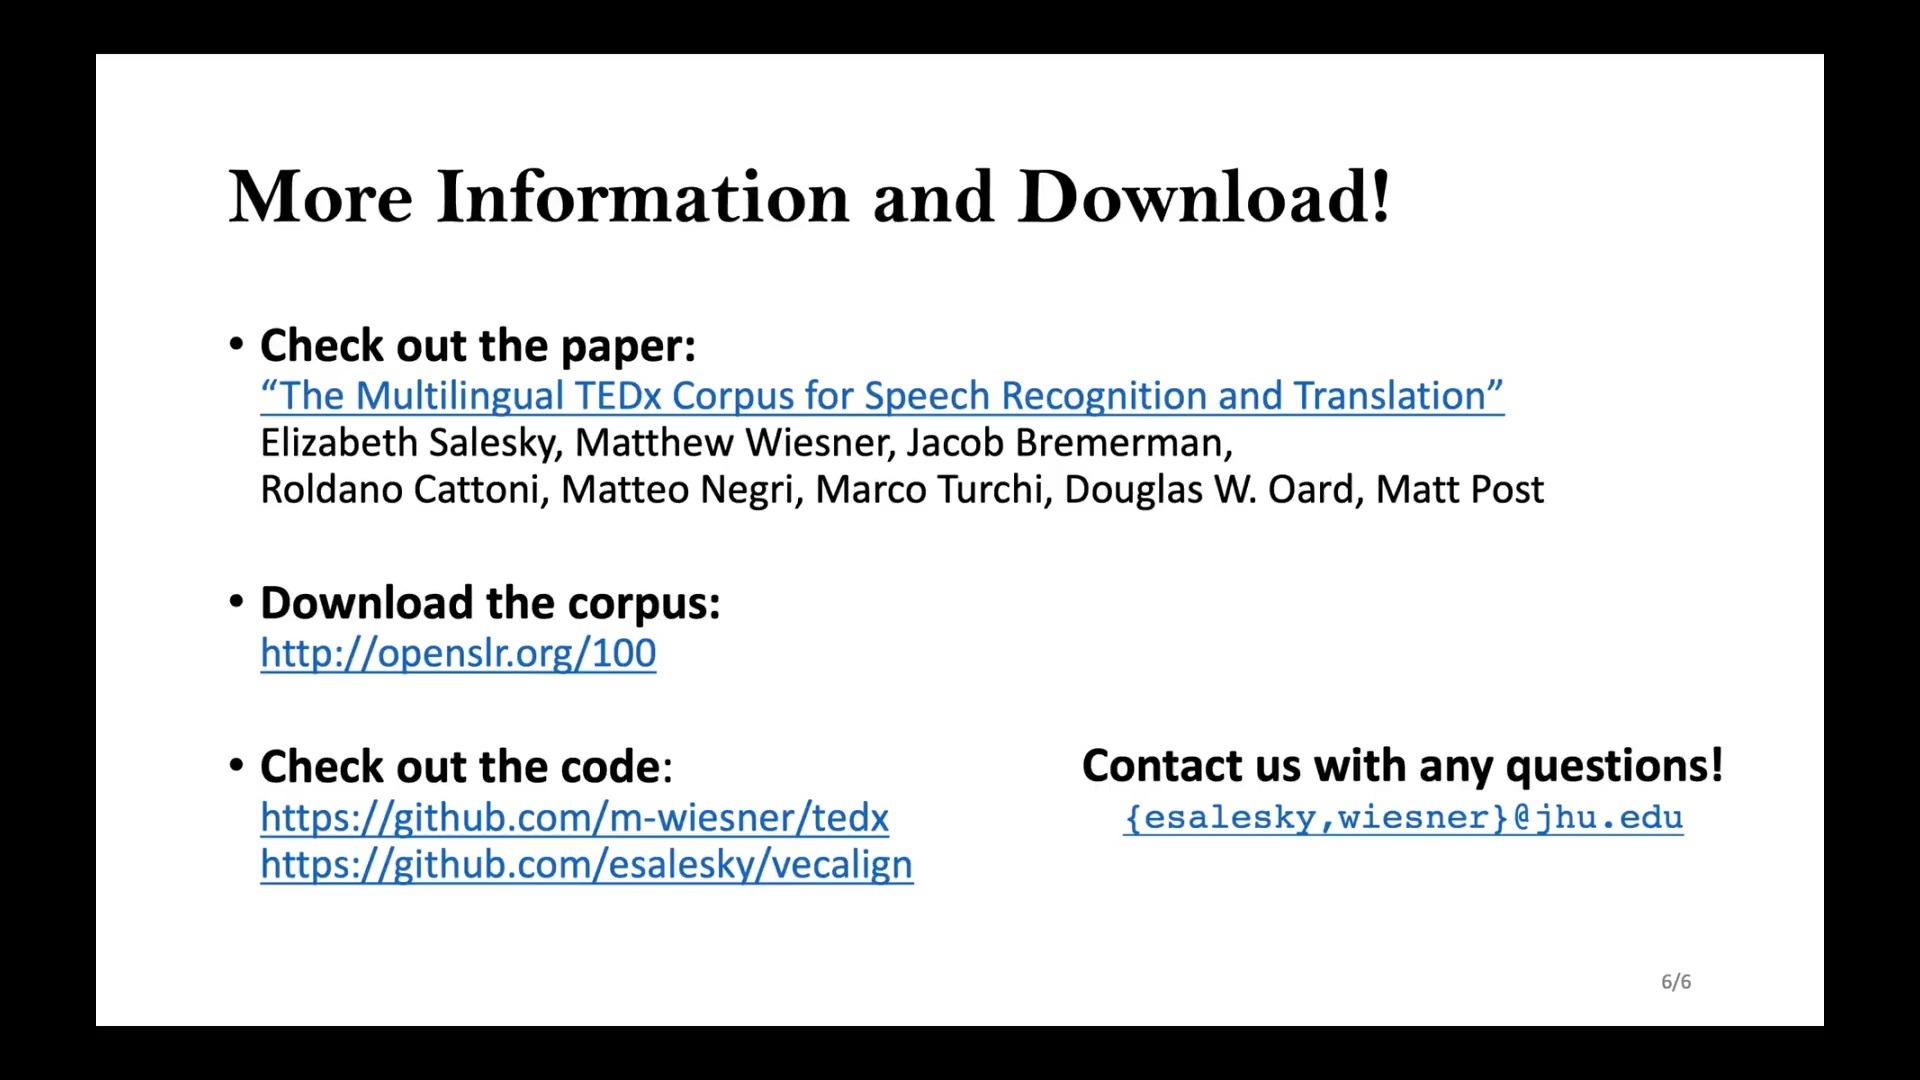 More Information and Download!
• Check out the paper:
“The Multilingual TEDx Corpus for Speech Recognition and Translation”
Elizabeth Salesky, Matthew Wiesner, Jacob Bremerman,
Roldano Cattoni, Matteo Negri, Marco Turchi, Douglas W. Oard, Matt Post
• Download the corpus:
http://openslr.org/100
• Check out the code:
https://github.com/m-wiesner/tedx
https://github.com/esalesky/vecalign
Contact us with any questions!
{esalesky,wiesner}@jhu.edu
6/6